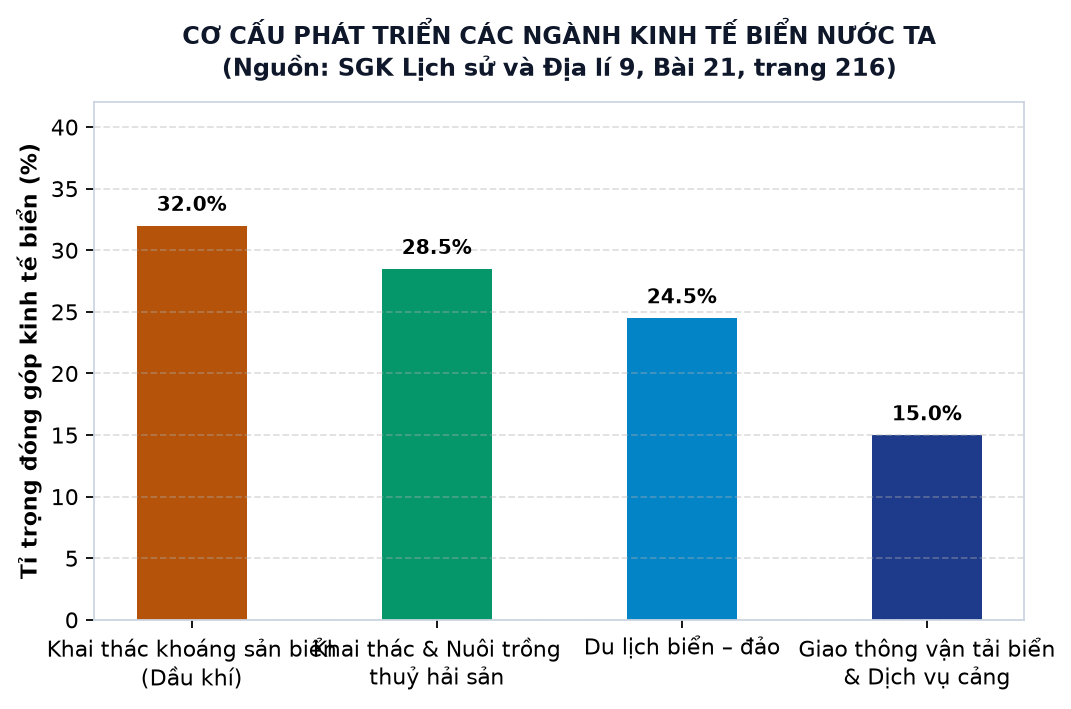 CƠ CẤU PHÁT TRIỂN CÁC NGÀNH KINH TẾ BIỂN NƯỚC TA
(Nguồn: SGK Lịch sử và Địa lí 9, Bài 21, trang 216)
Tỉ trọng đóng góp kinh tế biển (%)
40
35
30
25
20
15
10
5
0
32.0%
28.5%
24.5%
15.0%
Khai thác khoáng sản biển
(Dầu khí)
Khai thác & Nuôi trồng
thuỷ hải sản
Du lịch biển – đảo
Giao thông vận tải biển
& Dịch vụ cảng